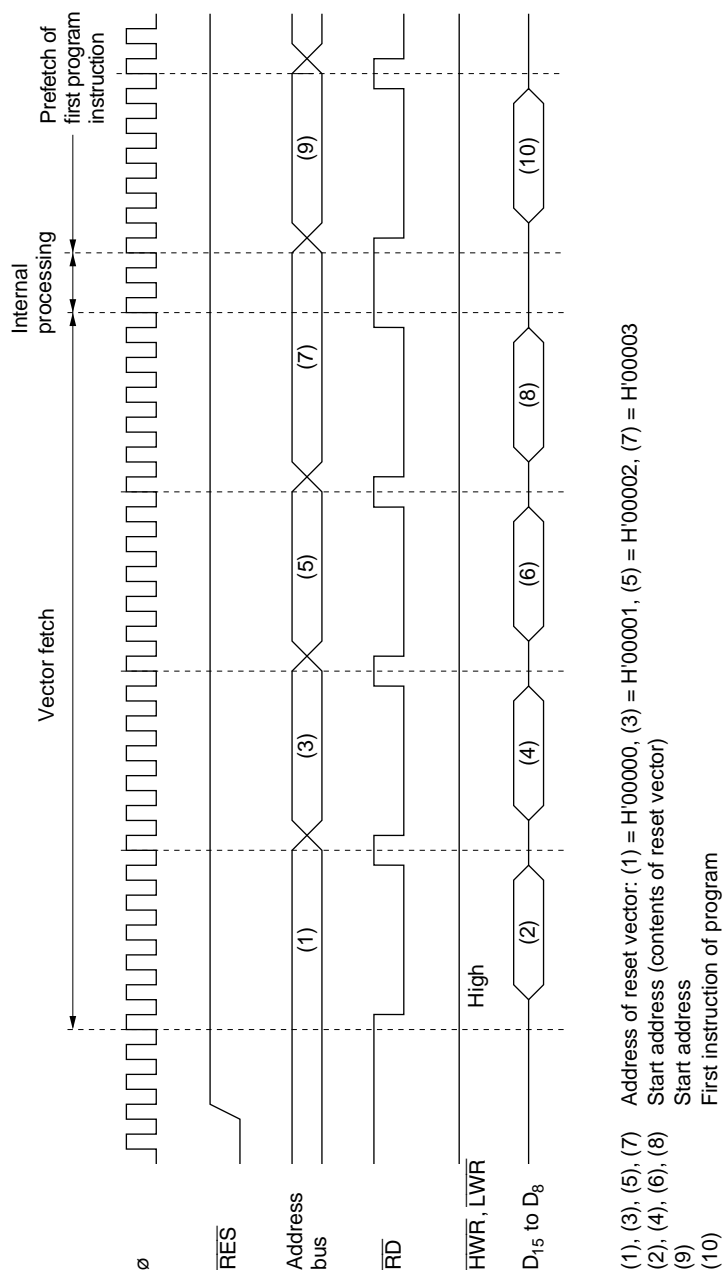 Vector fetch
Internal
processing
Prefetch of
first program
instruction
ø
RES
Address
bus
(1)
(3)
(5)
(7)
(9)
RD
HWR, LWR
High
D15 to D8
(2)
(4)
(6)
(8)
(10)
(1), (3), (5), (7) Address of reset vector: (1) = H'00000, (3) = H'00001, (5) = H'00002, (7) = H'00003
(2), (4), (6), (8) Start address (contents of reset vector)
(9) Start address
(10) First instruction of program